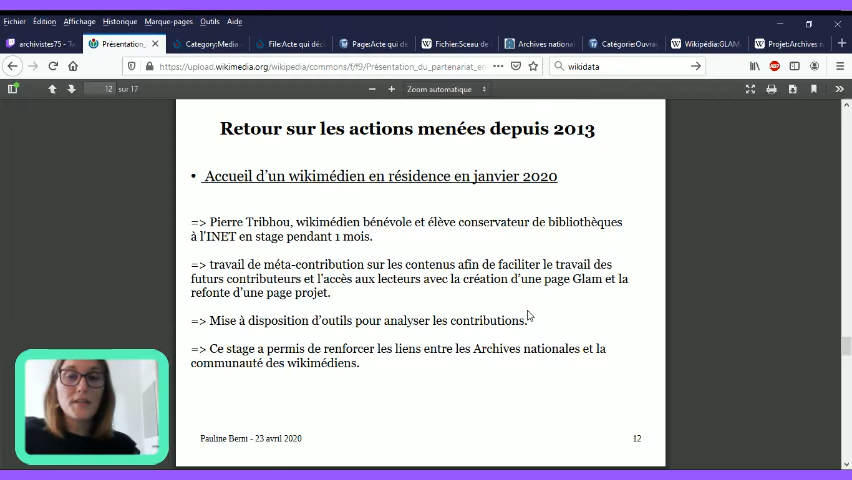 Fichier Édition Affichage Historique Marque-pages Outils Aide
archivistes75 - T Présentation_ Category:Media File:Acte qui déc Page:Acte qui de Fichier:Sceau de Archives national Catégorie:Ouvra Wikipédia:GLAM Projet:Archives n
https://upload.wikimedia.org/wikipedia/commons/f/f9/Présentation_du_partenariat_en wikidata
12 sur 17 Zoom automatique
Retour sur les actions menées depuis 2013
• Accueil d'un wikimédien en résidence en janvier 2020
=> Pierre Tribhou, wikimédien bénévole et élève conservateur de bibliothèques
à l'INET en stage pendant 1 mois.
=> travail de méta-contribution sur les contenus afin de faciliter le travail des
futurs contributeurs et l'accès aux lecteurs avec la création d'une page Glam et la
refonte d'une page projet.
=> Mise à disposition d'outils pour analyser les contributions.
=> Ce stage a permis de renforcer les liens entre les Archives nationales et la
communauté des wikimédiens.
Pauline Berni - 23 avril 2020 12